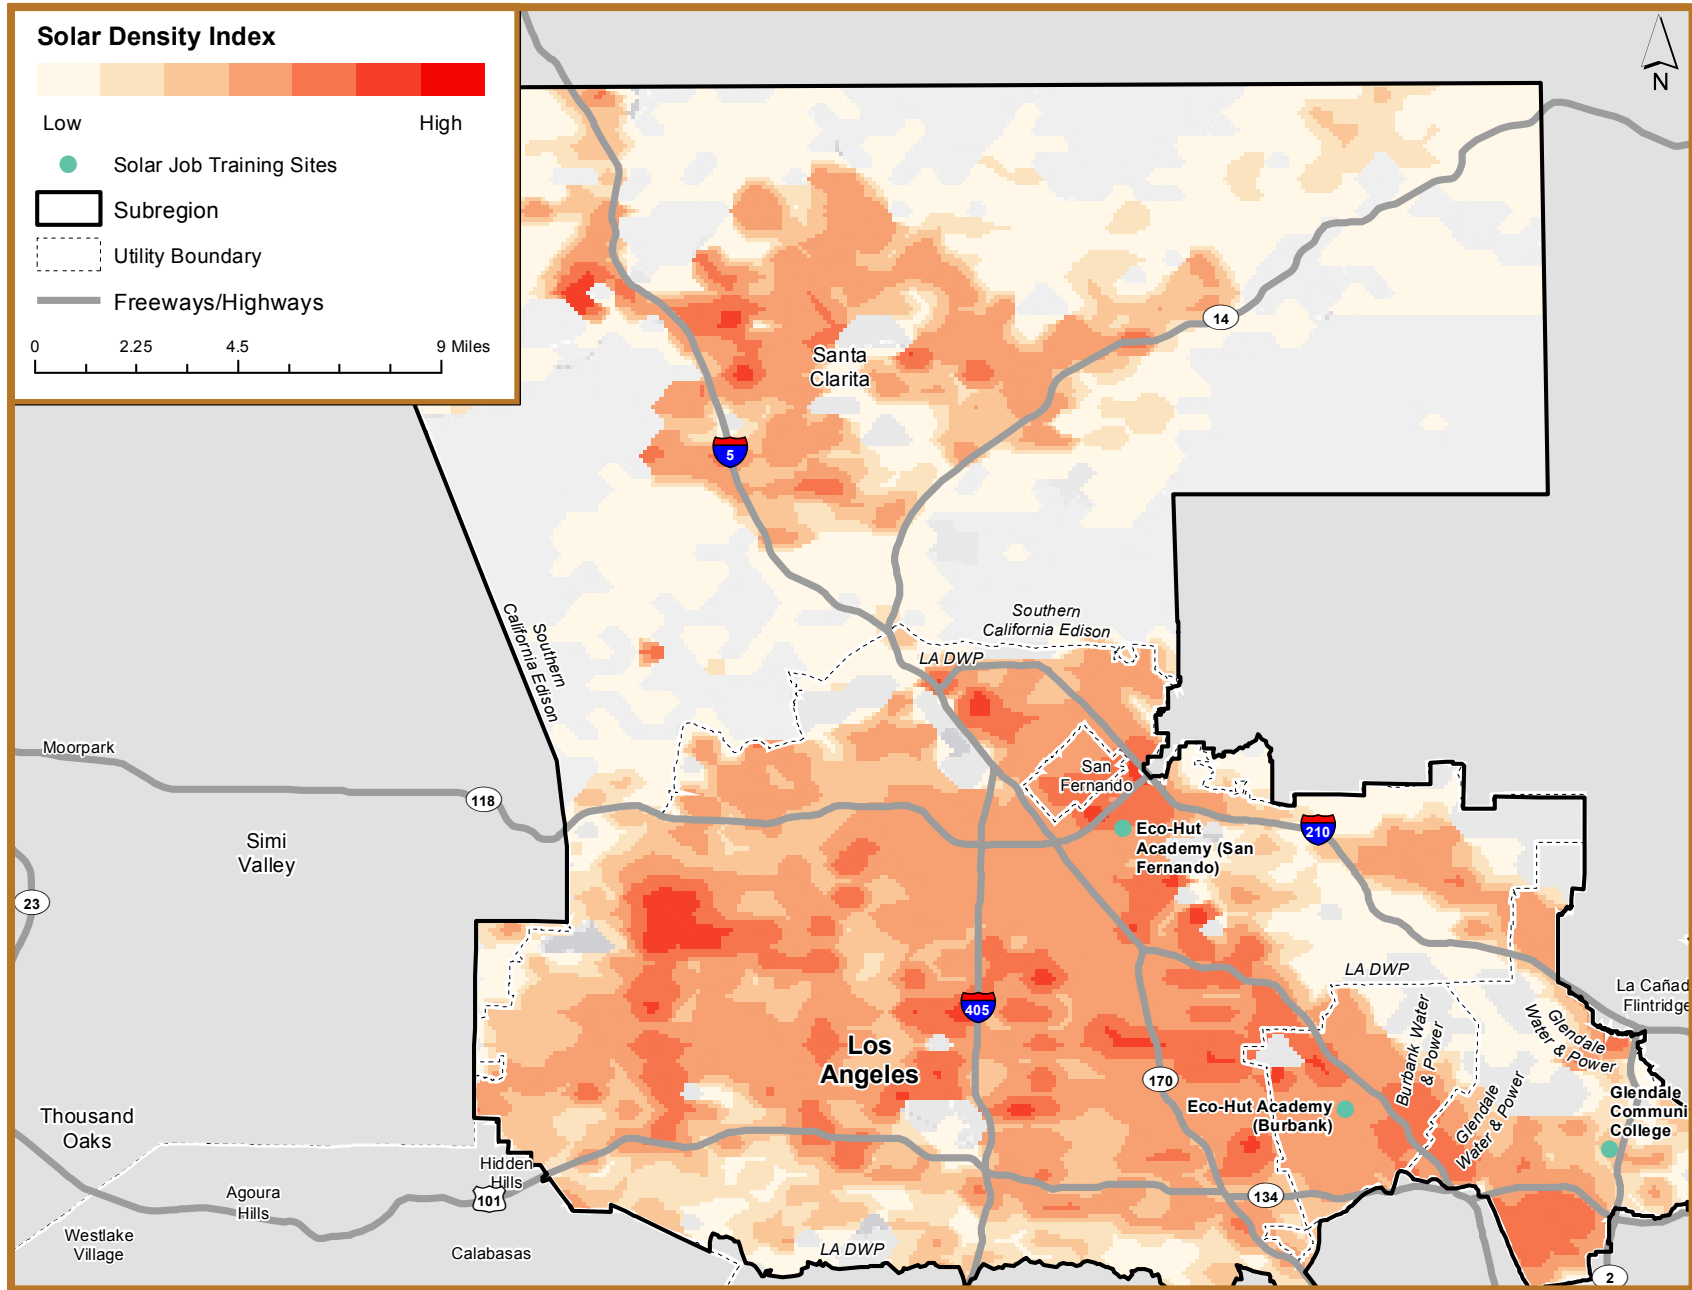 Solar Density Index
Low
High
Solar Job Training Sites
Subregion
Utility Boundary
Freeways/Highways
0
2.25
4.5
9 Miles
N
14
Santa
Clarita
5
Southern
California Edison
Southern
California Edison
LA DWP
San
Fernando
Moorpark
118
Simi
Valley
Eco-Hut
Academy (San
Fernando)
210
23
LA DWP
La Cañad
Flintridge
405
Los
Angeles
Burbank Water
& Power
Glendale
Water & Power
170
Thousand
Oaks
Eco-Hut Academy
(Burbank)
Glendale
Water & Power
Glendale
Communi
College
Hidden
Hills
101
Agoura
Hills
134
Westlake
Village
Calabasas
LA DWP
2